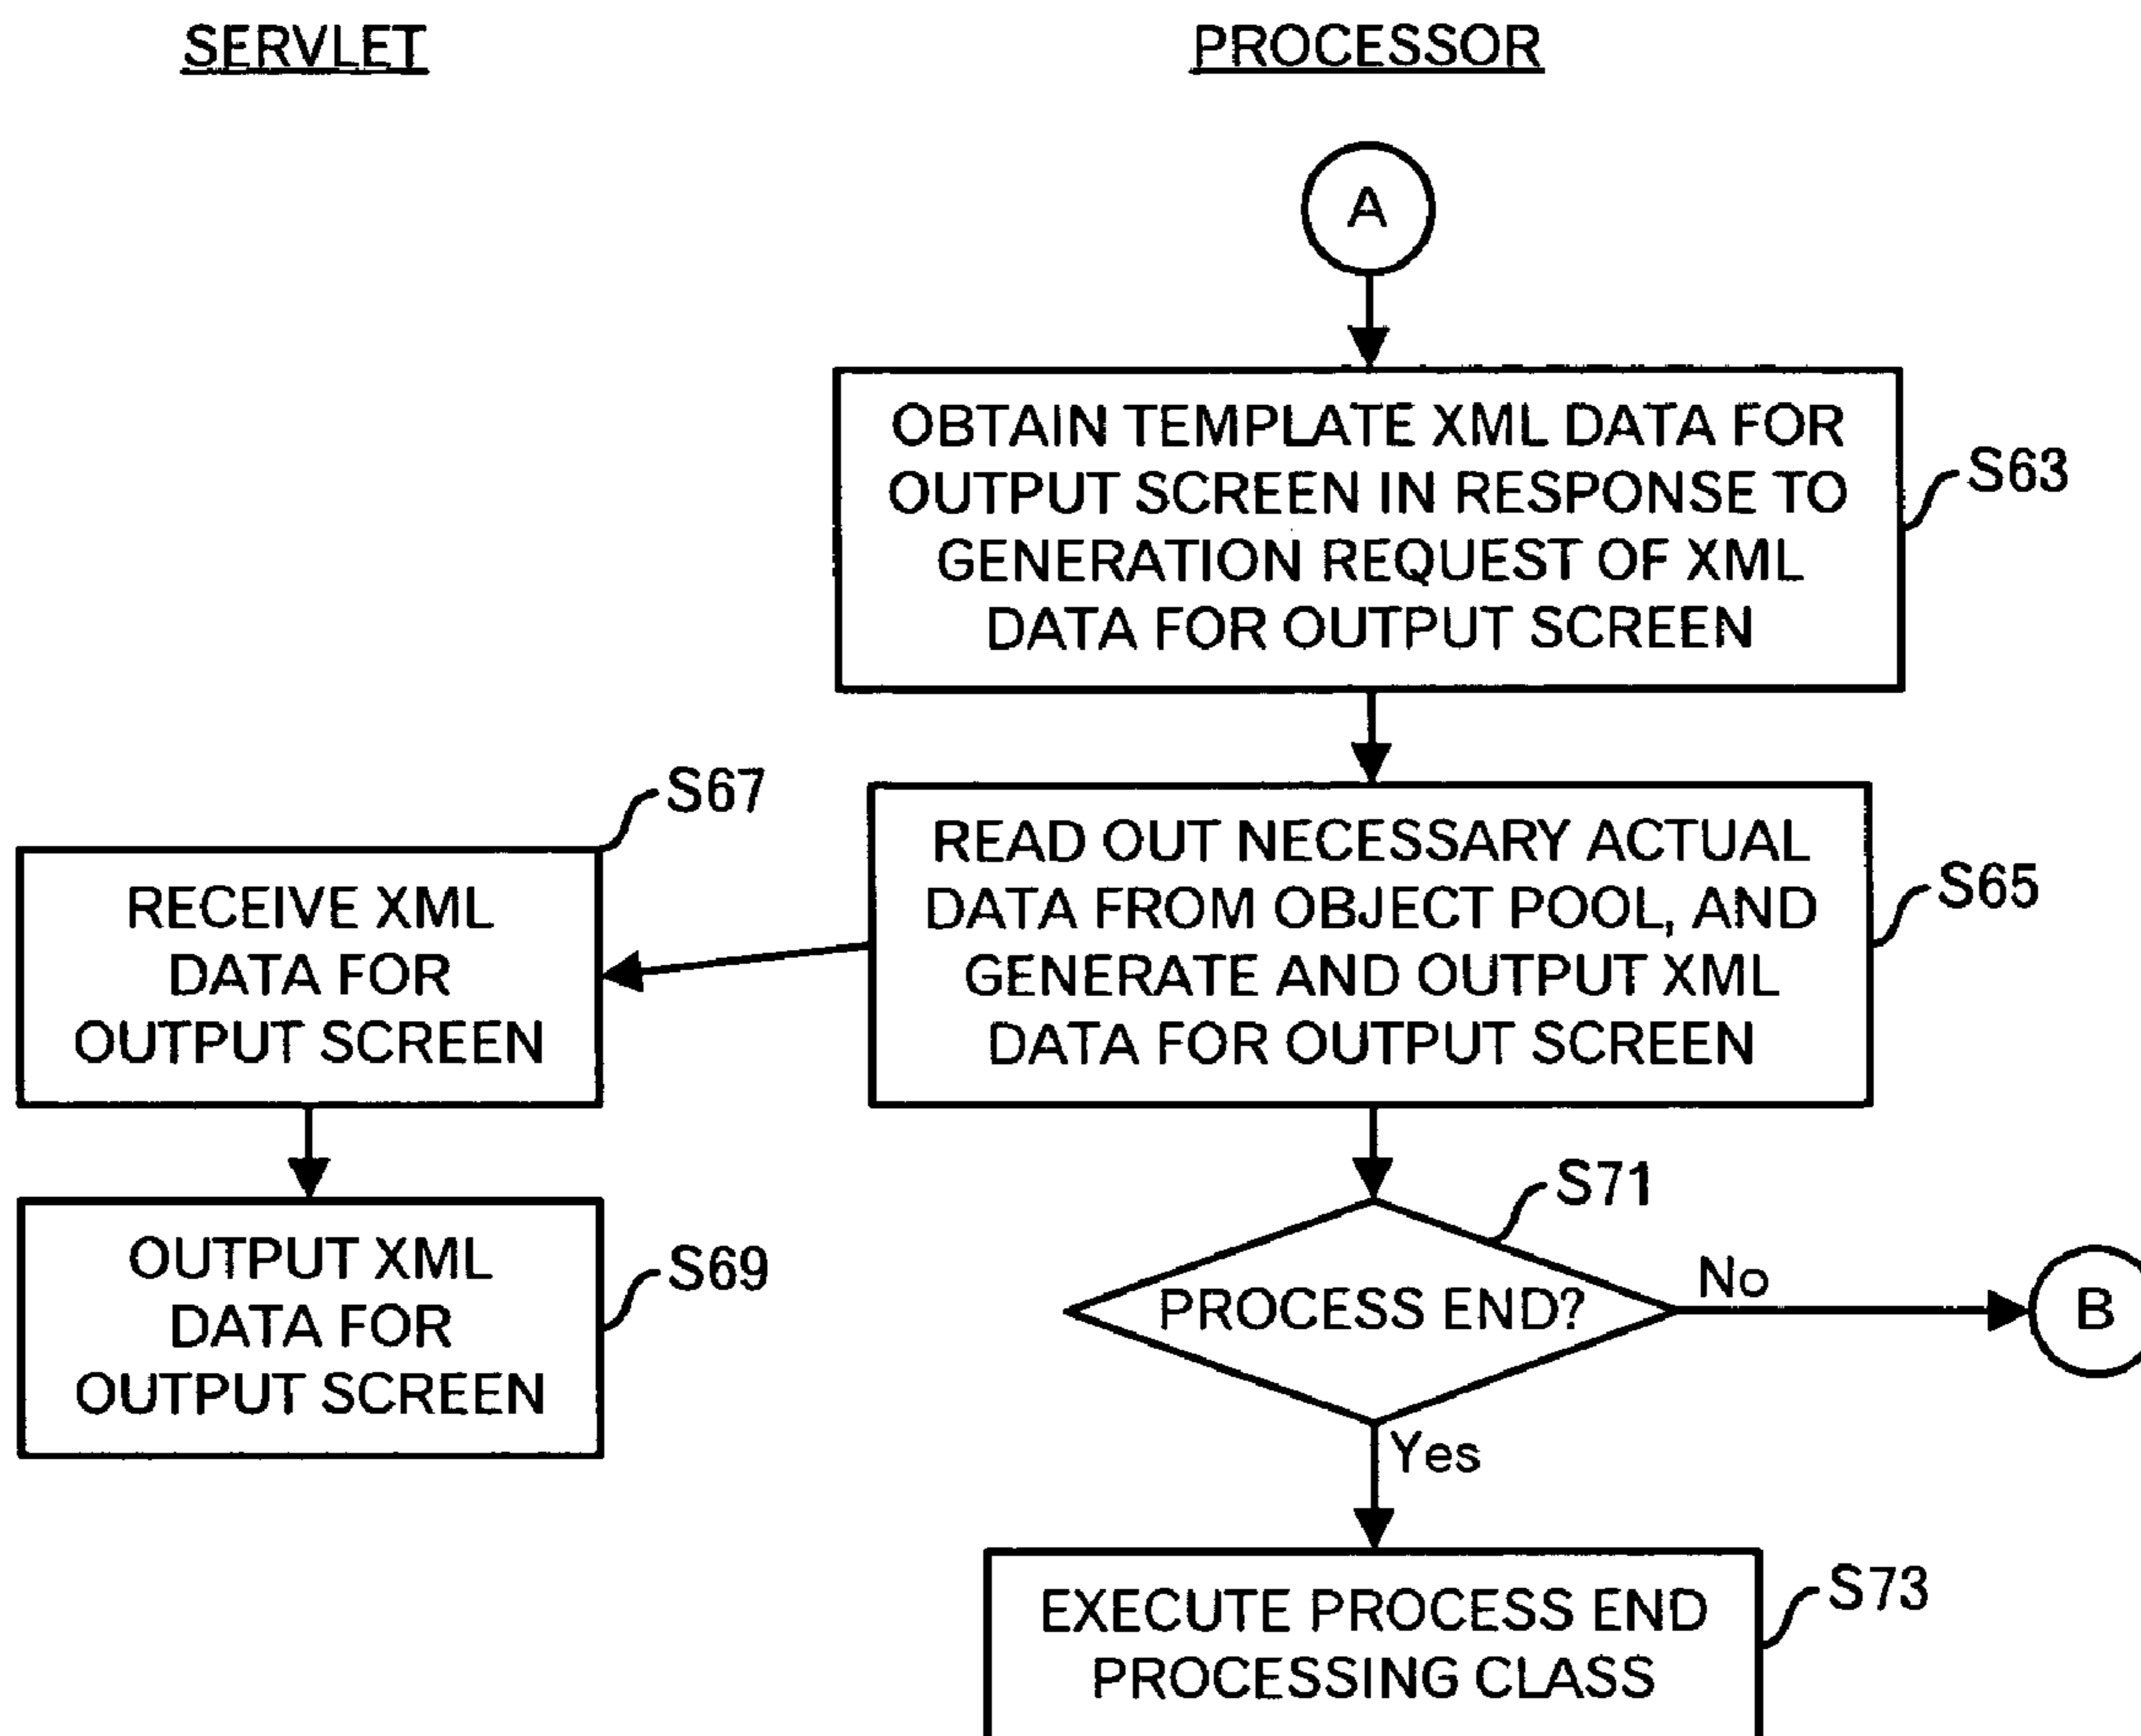 SERVLET
PROCESSOR
A
OBTAIN TEMPLATE XML DATA FOR
OUTPUT SCREEN IN RESPONSE TO
GENERATION REQUEST OF XML
DATA FOR OUTPUT SCREEN
S63
S67
RECEIVE XML
DATA FOR
OUTPUT SCREEN
READ OUT NECESSARY ACTUAL
DATA FROM OBJECT POOL, AND
GENERATE AND OUTPUT XML
DATA FOR OUTPUT SCREEN
S65
OUTPUT XML
DATA FOR
OUTPUT SCREEN
S69
S71
PROCESS END?
No
B
Yes
EXECUTE PROCESS END
PROCESSING CLASS
S73